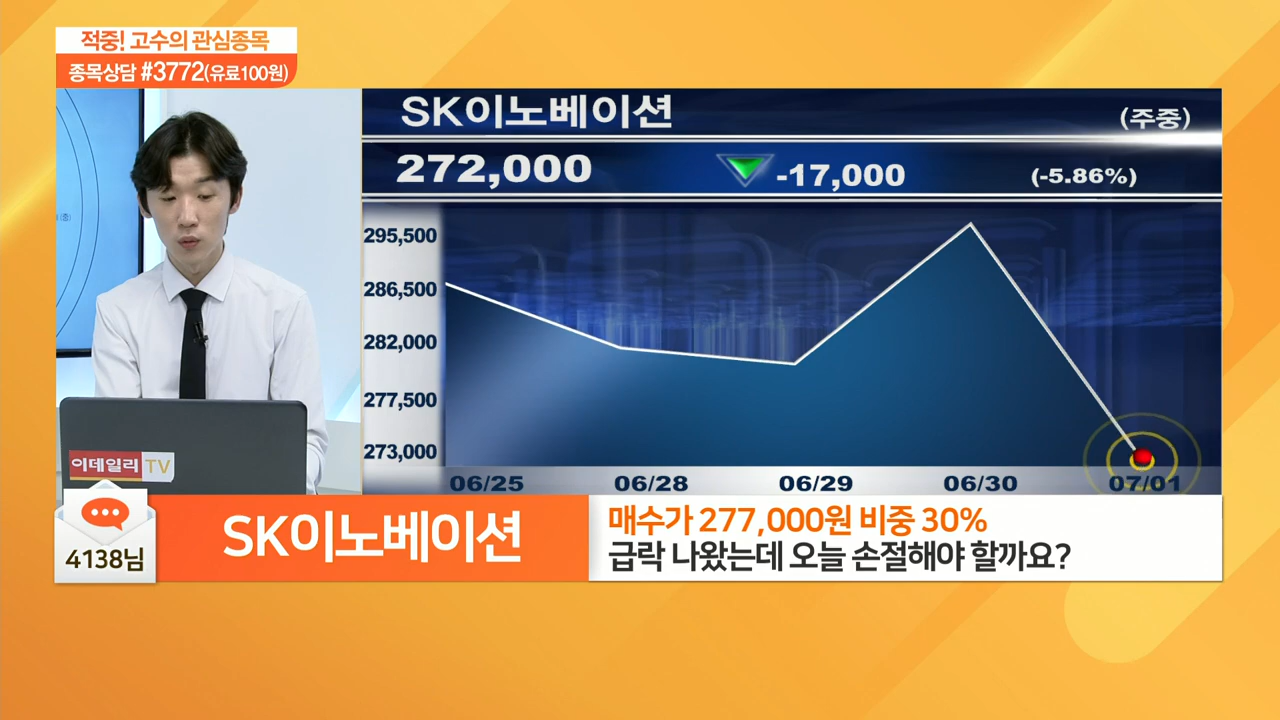 적중! 고수의 관심종목
종목상담 #3772(유료100원)
SK이노베이션
(주중)
272,000 -17,000 (-5.86%)
295,500
286,500
282,000
277,500
273,000
06/25 06/28 06/29 06/30 07/01
이데일리 TV
4138님
SK이노베이션
매수가 277,000원 비중 30%
급락 나왔는데 오늘 손절해야 할까요?